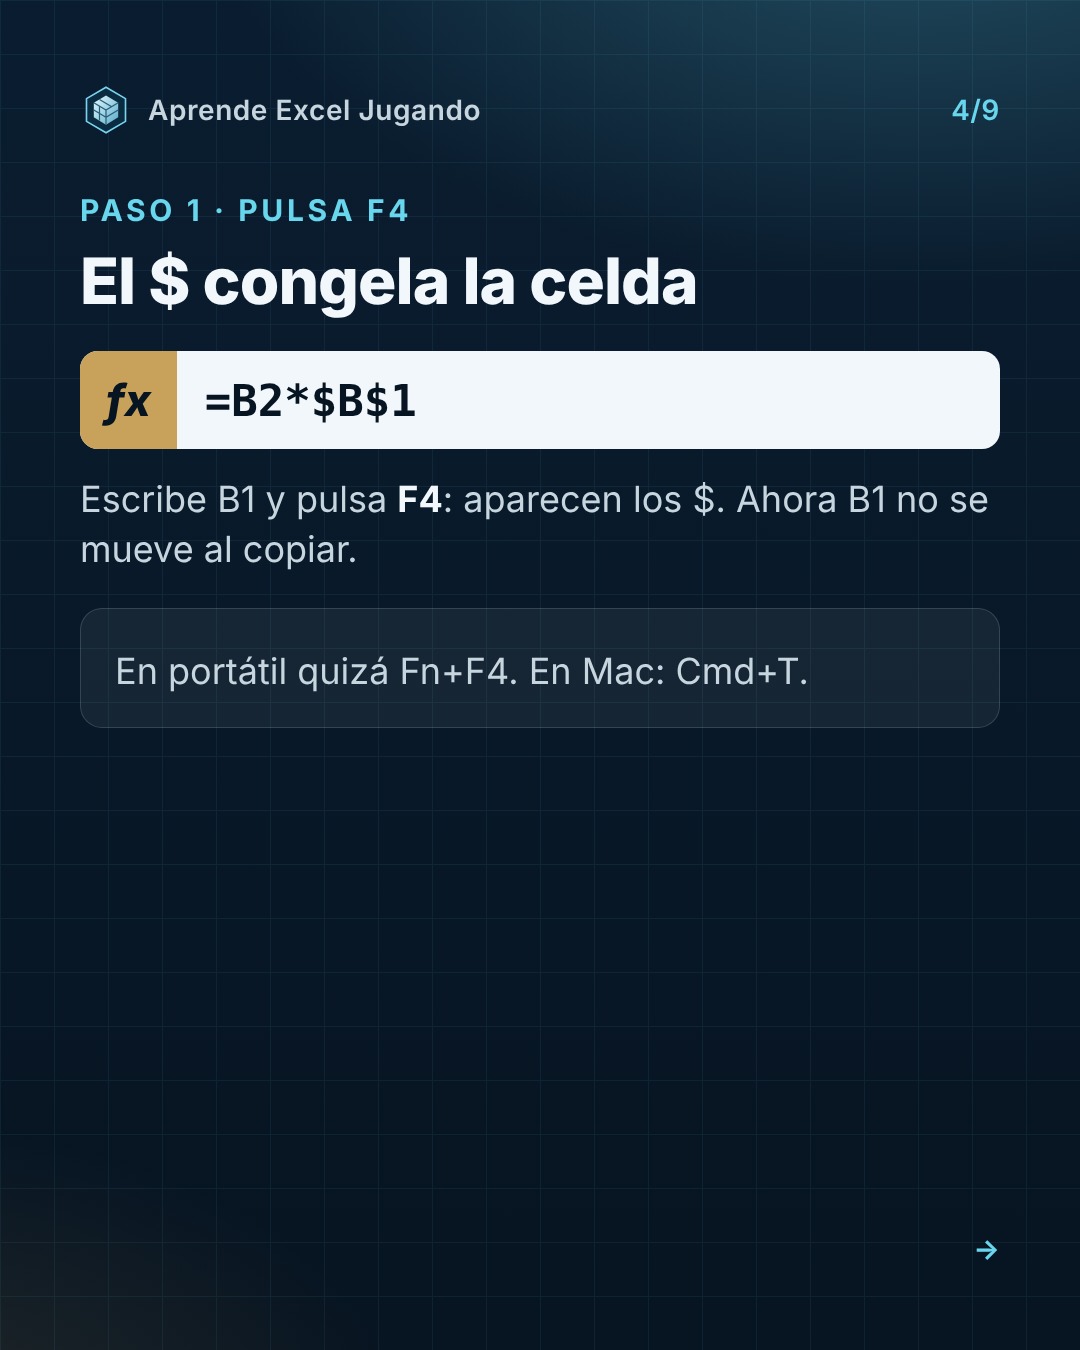 Aprende Excel Jugando
4/9
PASO 1 · PULSA F4
El $ congela la celda
fx =B2*$B$1
Escribe B1 y pulsa F4: aparecen los $. Ahora B1 no se
mueve al copiar.
En portátil quizá Fn+F4. En Mac: Cmd+T.
→